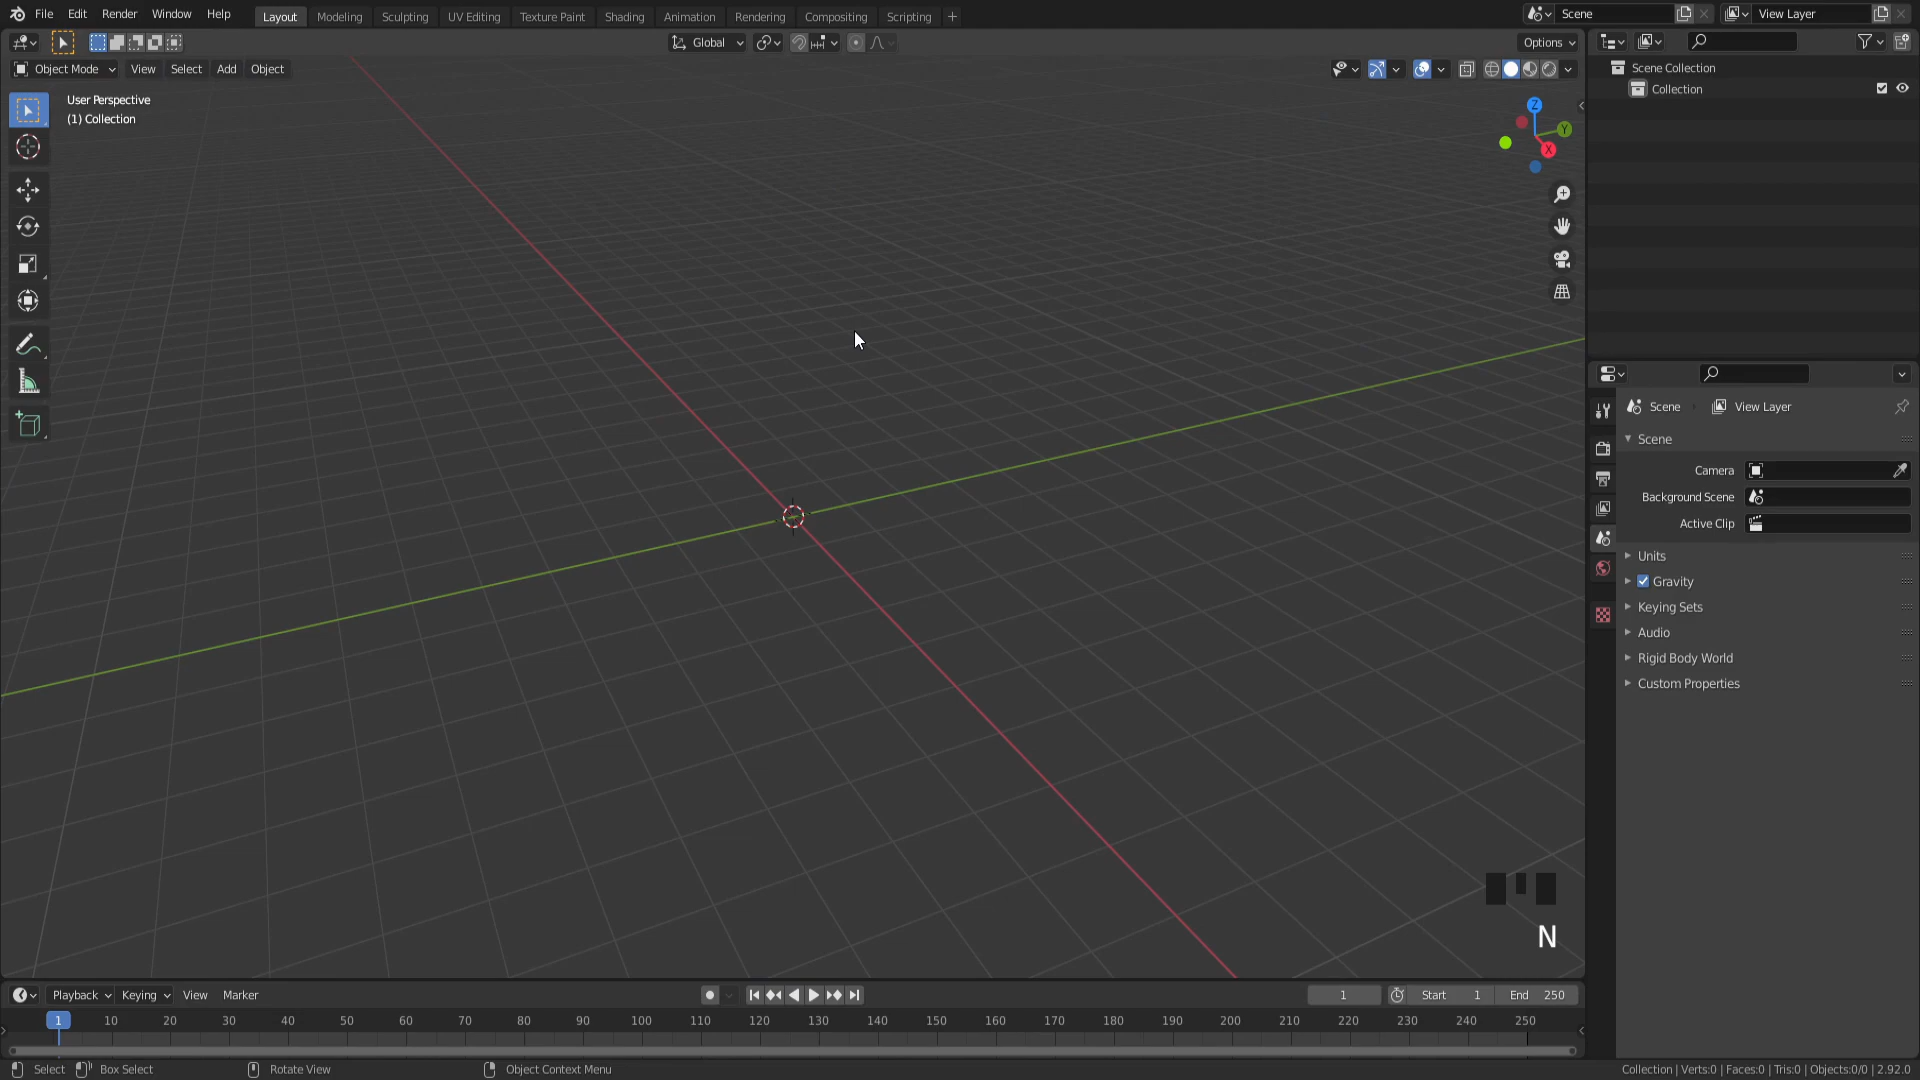 File Edit Render Window Help Layout Modeling Sculpting UV Editing Texture Paint Shading Animation Rendering Compositing Scripting + Scene View Layer
Global Options
Object Mode View Select Add Object
User Perspective
(1) Collection
Z
Y
X
N
Scene Collection
Collection
Scene View Layer
Scene
Camera
Background Scene
Active Clip
Units
Gravity
Keying Sets
Audio
Rigid Body World
Custom Properties
Playback Keying View Marker 1 Start 1 End 250
1 10 20 30 40 50 60 70 80 90 100 110 120 130 140 150 160 170 180 190 200 210 220 230 240 250
Select Box Select Rotate View Object Context Menu Collection | Verts:0 | Faces:0 | Tris:0 | Objects:0/0 | 2.92.0